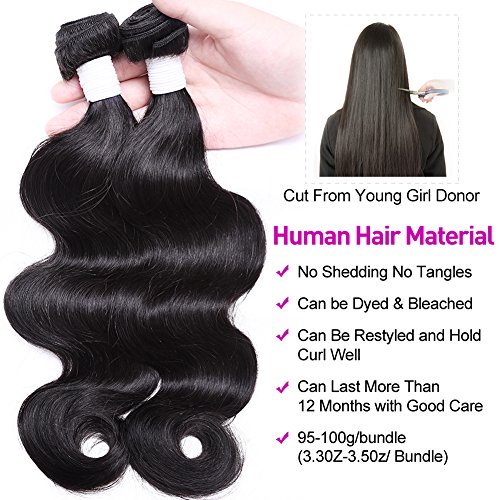 Cut From Young Girl Donor
Human Hair Material
No Shedding No Tangles
Can be Dyed & Bleached
Can Be Restyled and Hold
Curl Well
Can Last More Than
12 Months with Good Care
95-100g/bundle
(3.30Z-3.50z/ Bundle)